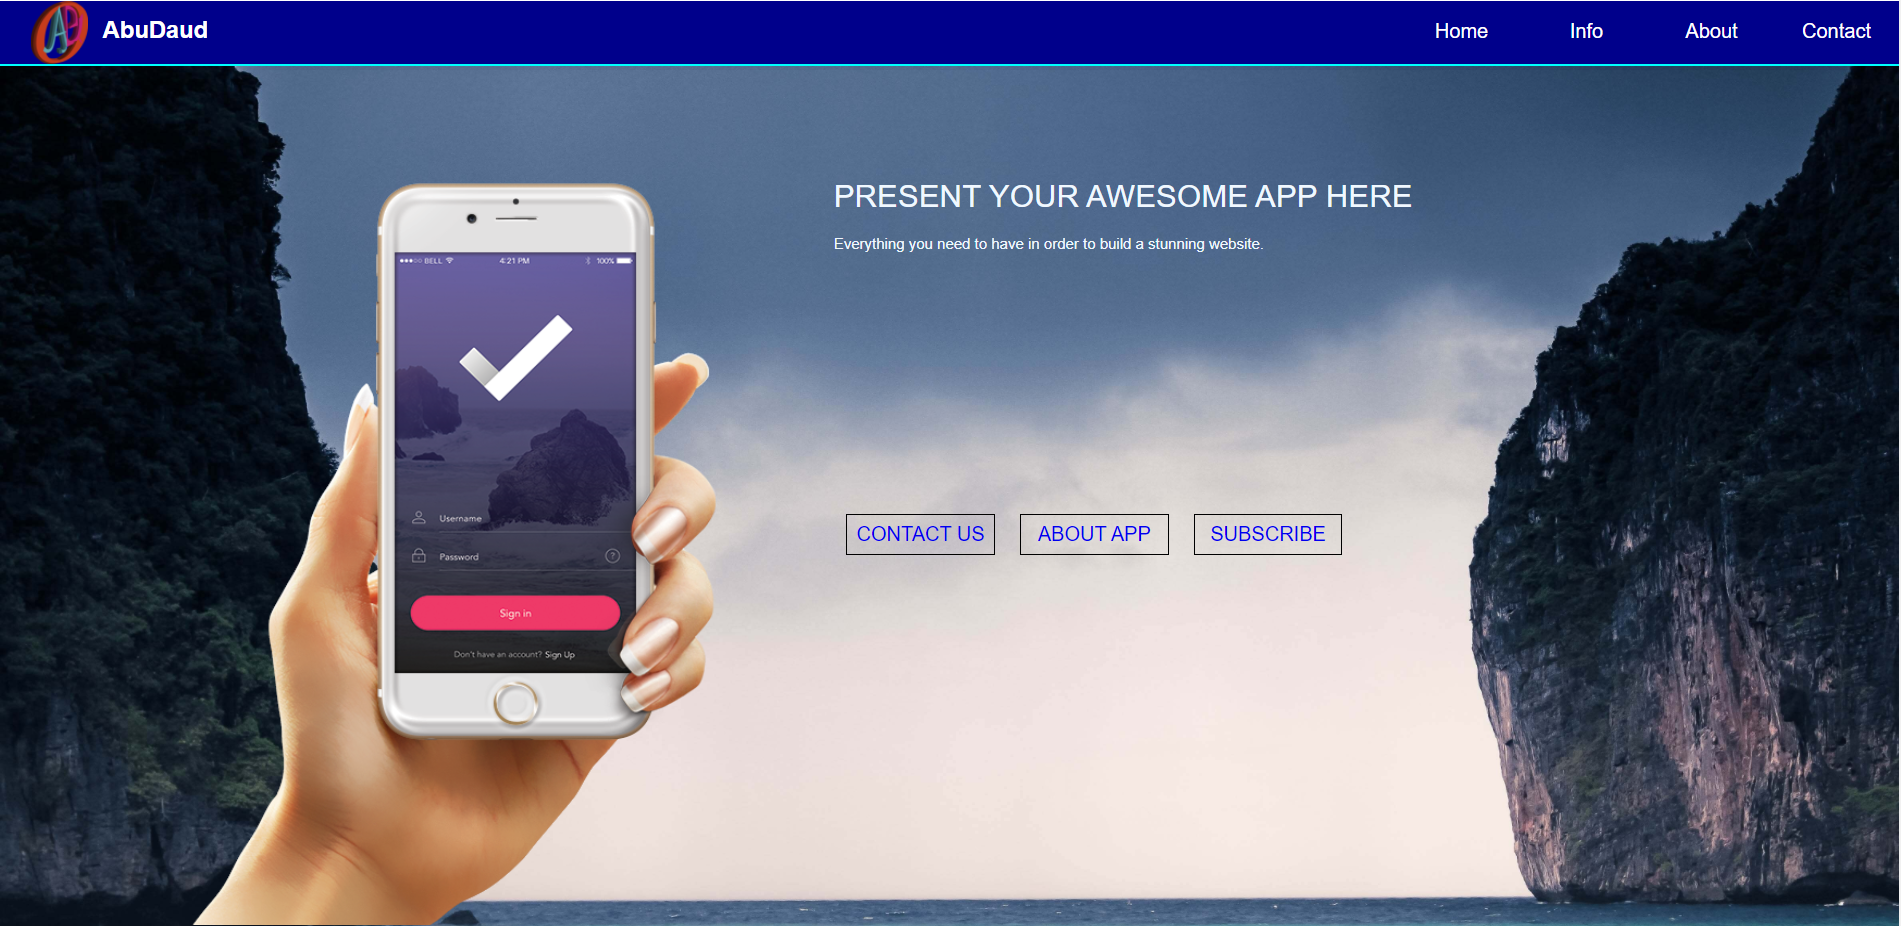 AbuDaud
Home Info About Contact
PRESENT YOUR AWESOME APP HERE
Everything you need to have in order to build a stunning website.
BELL 4:21 PM 100%
Username
Password ?
Sign in
Don't have an account? Sign Up
CONTACT US ABOUT APP SUBSCRIBE